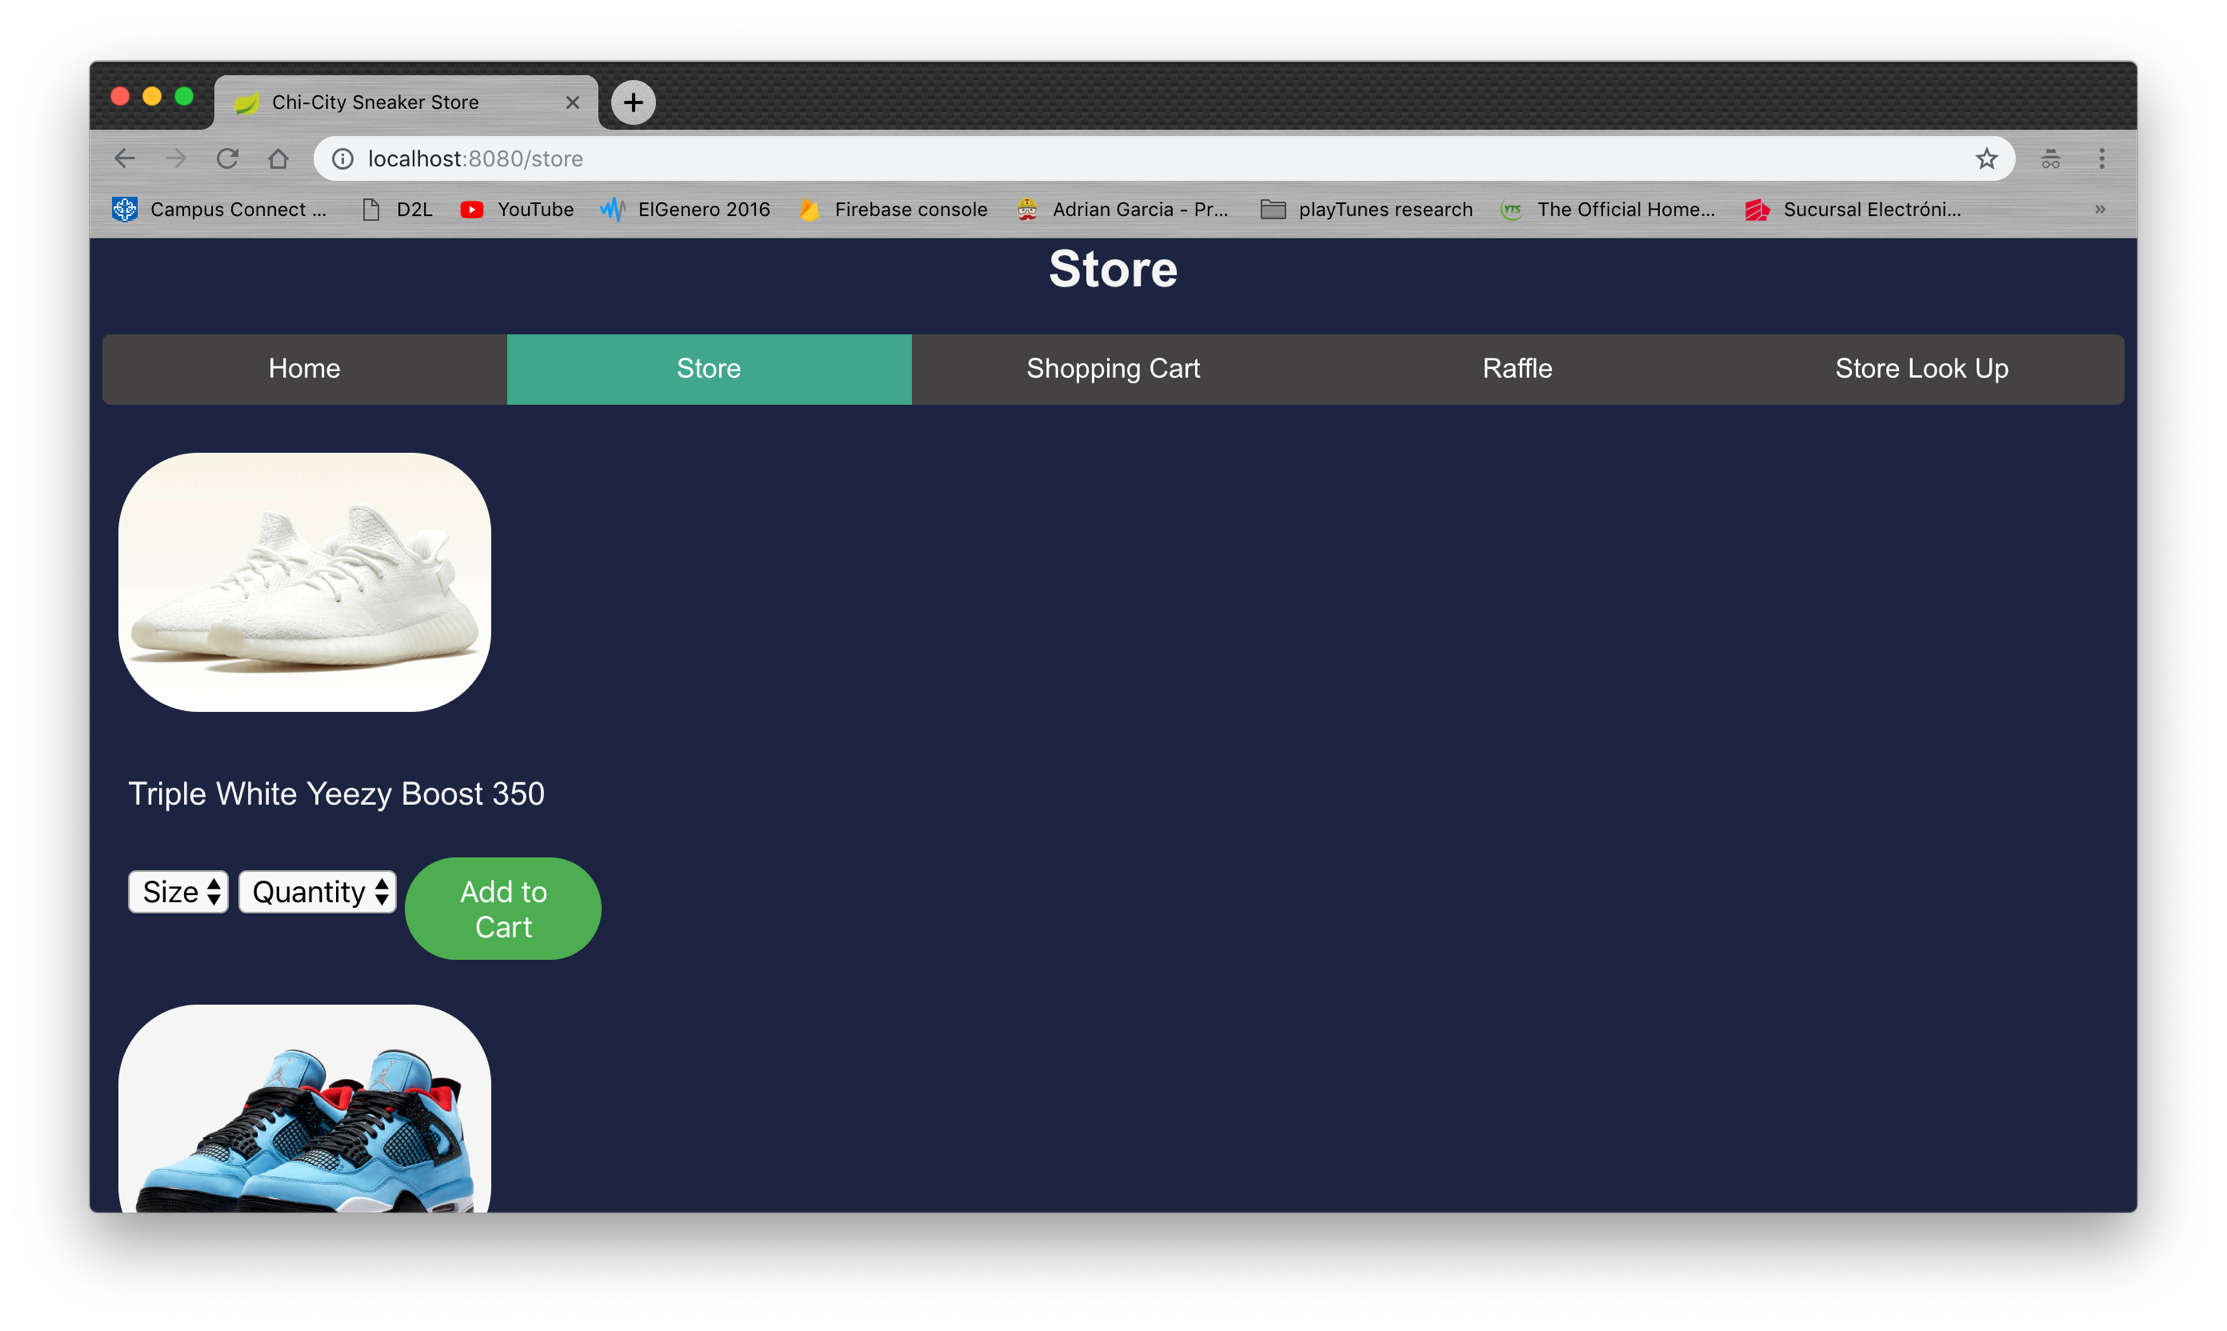 Chi-City Sneaker Store
localhost:8080/store
Campus Connect ... D2L YouTube ElGenero 2016 Firebase console Adrian Garcia - Pr... playTunes research YTS The Official Home... Sucursal Electróni... »
Store
Home Store Shopping Cart Raffle Store Look Up
Triple White Yeezy Boost 350
Size Quantity Add to
Cart